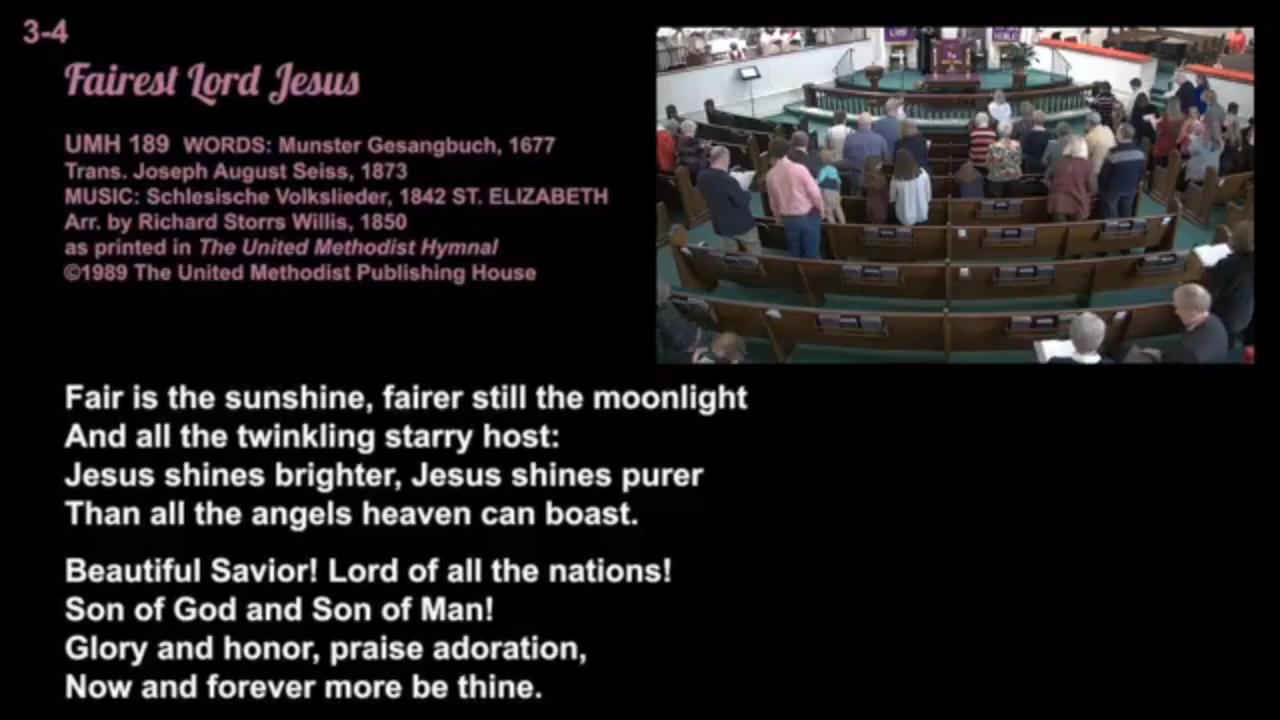 3-4
Fairest Lord Jesus
UMH 189 WORDS: Munster Gesangbuch, 1677
Trans. Joseph August Seiss, 1873
MUSIC: Schlesische Volkslieder, 1842 ST. ELIZABETH
Arr. by Richard Storrs Willis, 1850
as printed in The United Methodist Hymnal
©1989 The United Methodist Publishing House
Fair is the sunshine, fairer still the moonlight
And all the twinkling starry host:
Jesus shines brighter, Jesus shines purer
Than all the angels heaven can boast.
Beautiful Savior! Lord of all the nations!
Son of God and Son of Man!
Glory and honor, praise adoration,
Now and forever more be thine.